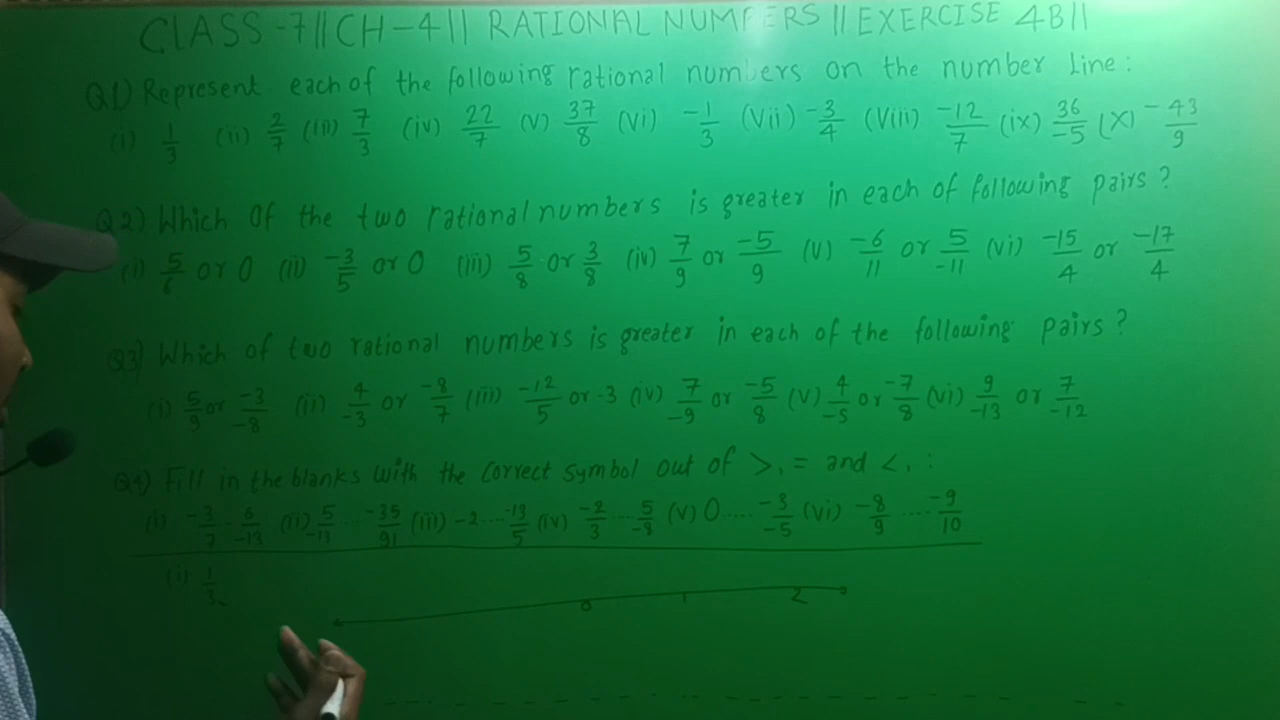 CLASS-7||CH-4|| RATIONAL NUMBERS || EXERCISE 4B||
Q1) Represent each of the following rational numbers on the number line:
(i) 1/3 (ii) 2/7 (iii) 7/3 (iv) 22/7 (v) 37/8 (vi) -1/3 (vii) -3/4 (viii) -12/7 (ix) 36/-5 (x) -43/9
Q2) Which of the two rational numbers is greater in each of following pairs?
(i) 5/6 or 0 (ii) -3/5 or 0 (iii) 5/8 or 3/8 (iv) 7/9 or -5/9 (v) -6/11 or 5/-11 (vi) -15/4 or -17/4
Q3) Which of two rational numbers is greater in each of the following pairs?
(i) 5/9 or -3/-8 (ii) 4/-3 or -8/7 (iii) -12/5 or -3 (iv) 7/-9 or -5/8 (v) 4/-5 or -7/8 (vi) 9/-13 or 7/-12
Q4) Fill in the blanks with the correct symbol out of >, = and <, :
(i) -3/7 .. 6/-13 (ii) 5/-13 ... -35/91 (iii) -2 .... -13/5 (iv) -2/3 ... 5/-8 (v) 0 ..... -3/-5 (vi) -8/9 ..... -9/10
(i) 1/3
0 1 2